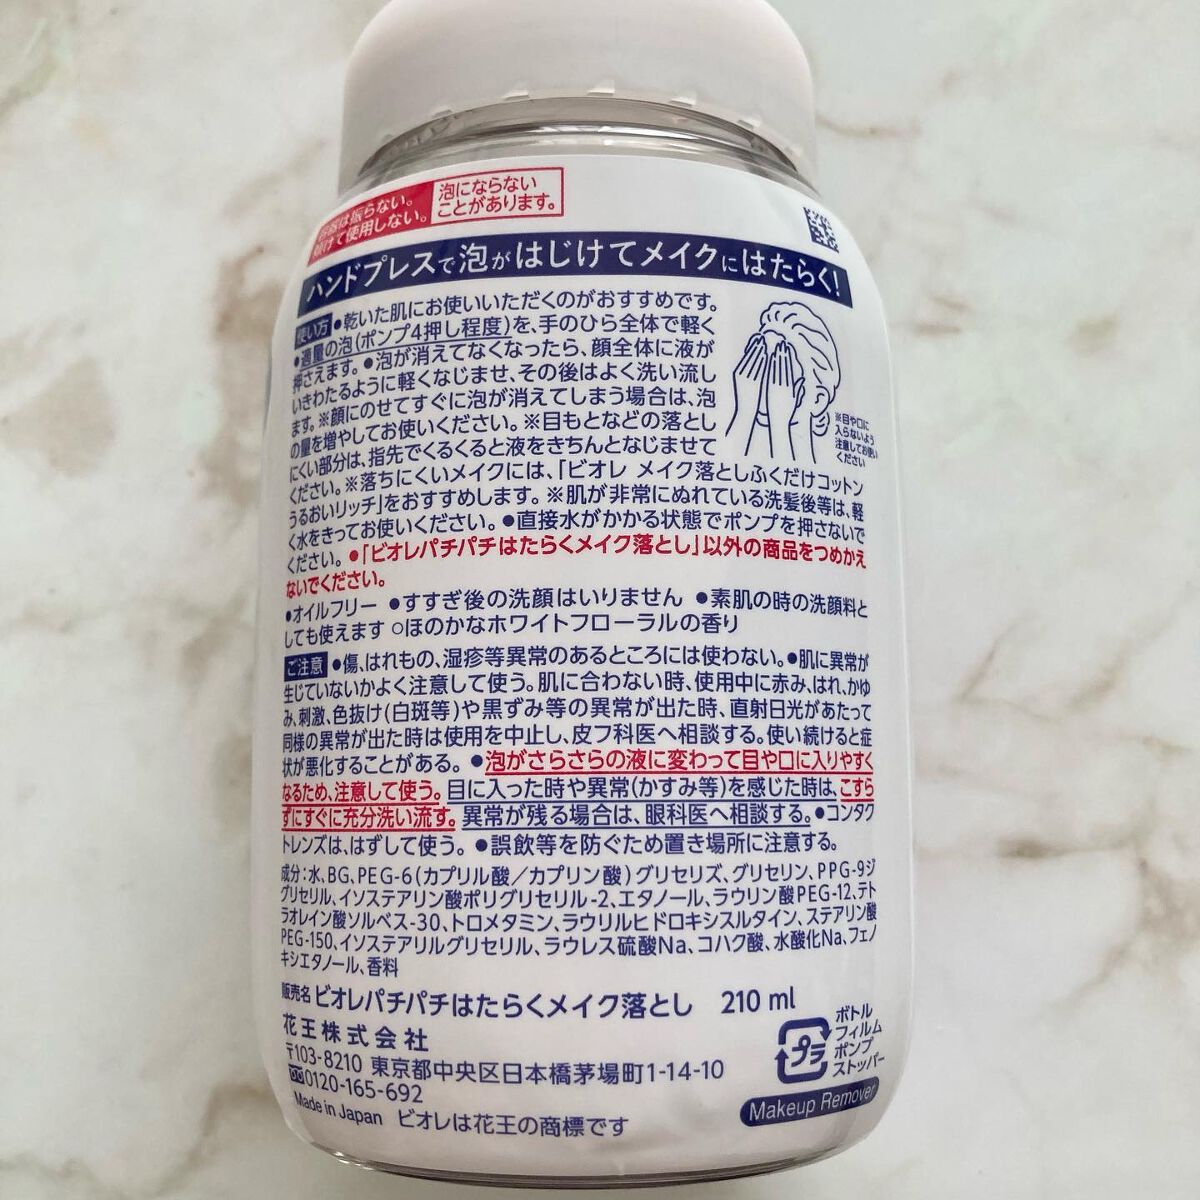 容器は振らない。
傾けて使用しない。
泡にならない
ことがあります。
ハンドプレスで泡がはじけてメイクにはたらく!
使い方 ●乾いた肌にお使いいただくのがおすすめです。
●適量の泡(ポンプ4押し程度)を、手のひら全体で軽く
押さえます。●泡が消えてなくなったら、顔全体に液が
いきわたるように軽くなじませ、その後はよく洗い流し
ます。※顔にのせてすぐに泡が消えてしまう場合は、泡
の量を増やしてお使いください。※目もとなどの落とし
にくい部分は、指先でくるくると液をきちんとなじませて
ください。※落ちにくいメイクには、「ビオレ メイク落としふくだけコットン
うるおいリッチ」をおすすめします。※肌が非常にぬれている洗髪後等は、軽
く水をきってお使いください。●直接水がかかる状態でポンプを押さないで
ください。●「ビオレパチパチはたらくメイク落とし」以外の商品をつめかえ
ないでください。
※目や口に
入らないよう
注意してお使い
ください
●オイルフリー ●すすぎ後の洗顔はいりません ●素肌の時の洗顔料と
しても使えます ○ほのかなホワイトフローラルの香り
ご注意 ●傷、はれもの、湿疹等異常のあるところには使わない。●肌に異常が
生じていないかよく注意して使う。肌に合わない時、使用中に赤み、はれ、かゆ
み、刺激、色抜け(白斑等)や黒ずみ等の異常が出た時、直射日光があたって
同様の異常が出た時は使用を中止し、皮フ科医へ相談する。使い続けると症
状が悪化することがある。●泡がさらさらの液に変わって目や口に入りやすく
なるため、注意して使う。目に入った時や異常(かすみ等)を感じた時は、こすら
ずにすぐに充分洗い流す。異常が残る場合は、眼科医へ相談する。●コンタク
トレンズは、はずして使う。●誤飲等を防ぐため置き場所に注意する。
成分:水、BG、PEG-6(カプリル酸/カプリン酸)グリセリズ、グリセリン、PPG-9ジ
グリセリル、イソステアリン酸ポリグリセリル-2、エタノール、ラウリン酸PEG-12、テト
ラオレイン酸ソルベス-30、トロメタミン、ラウリルヒドロキシスルタイン、ステアリン酸
PEG-150、イソステアリルグリセリル、ラウレス硫酸Na、コハク酸、水酸化Na、フェノ
キシエタノール、香料
販売名 ビオレパチパチはたらくメイク落とし 210 ml
花王株式会社
〒103-8210 東京都中央区日本橋茅場町1-14-10
0120-165-692
Made in Japan ビオレは花王の商標です
プラ
ボトル
フィルム
ポンプ
ストッパー
Makeup Remover